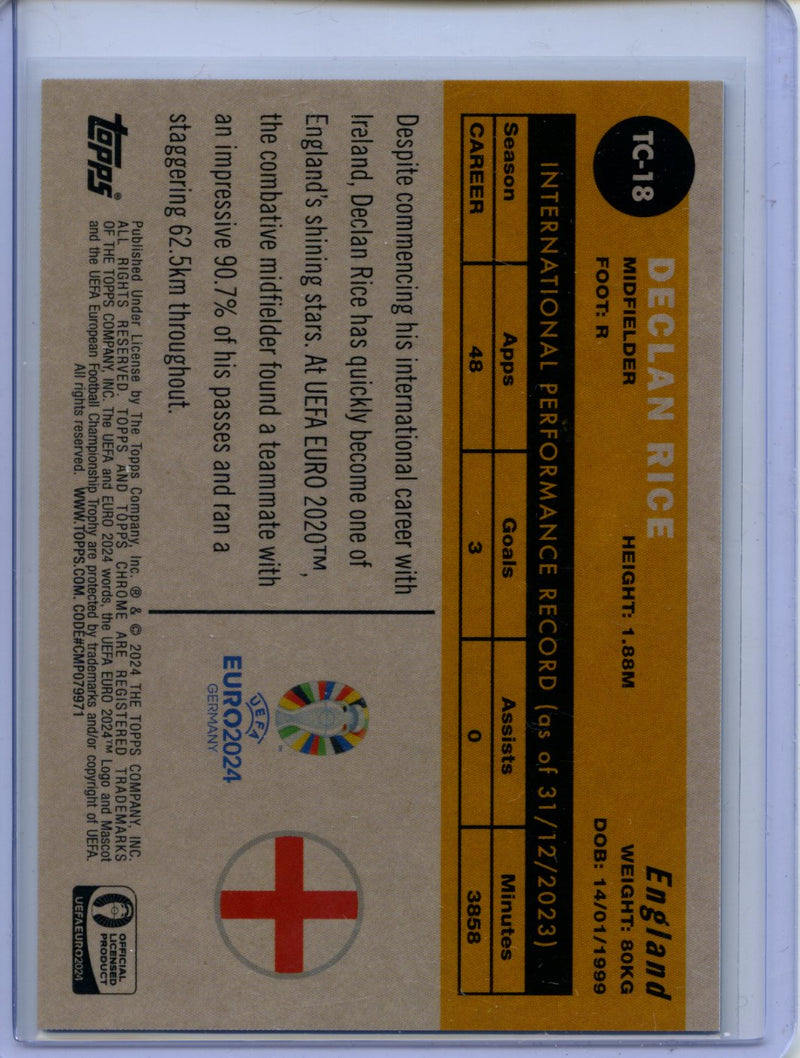 TC-18
DECLAN RICE
England
MIDFIELDER HEIGHT: 1.88M WEIGHT: 80KG
FOOT: R DOB: 14/01/1999
INTERNATIONAL PERFORMANCE RECORD (as of 31/12/2023)
Season Apps Goals Assists Minutes
CAREER 48 3 0 3858
Despite commencing his international career with
Ireland, Declan Rice has quickly become one of
England's shining stars. At UEFA EURO 2020™,
the combative midfielder found a teammate with
an impressive 90.7% of his passes and ran a
staggering 62.5km throughout.
UEFA
™
EURO2024
GERMANY
topps®
Published Under License by The Topps Company, Inc. ® & © 2024 THE TOPPS COMPANY, INC.
ALL RIGHTS RESERVED. TOPPS AND TOPPS CHROME ARE REGISTERED TRADEMARKS
OF THE TOPPS COMPANY, INC. The UEFA and EURO 2024 words, the UEFA EURO 2024™ Logo and Mascot
and the UEFA European Football Championship Trophy are protected by trademarks and/or copyright of UEFA.
All rights reserved. WWW.TOPPS.COM. CODE#CMP079971
OFFICIAL
LICENSED
PRODUCT
UEFAEURO2024